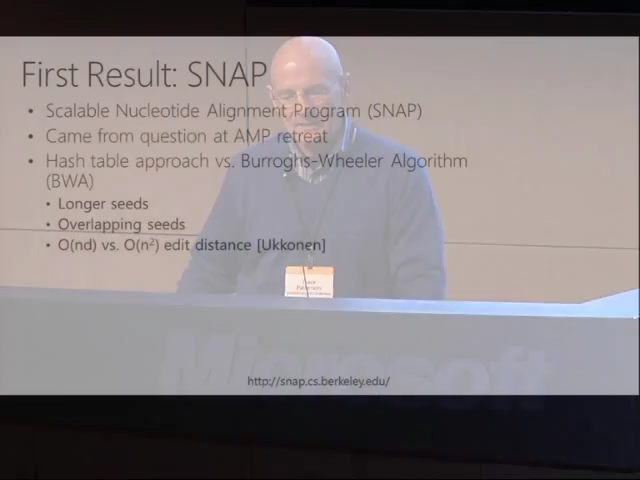 First Result: SNAP
• Scalable Nucleotide Alignment Program (SNAP)
• Came from question at AMP retreat
• Hash table approach vs. Burroghs-Wheeler Algorithm
(BWA)
• Longer seeds
• Overlapping seeds
• O(nd) vs. O(n²) edit distance [Ukkonen]
Microsoft
http://snap.cs.berkeley.edu/